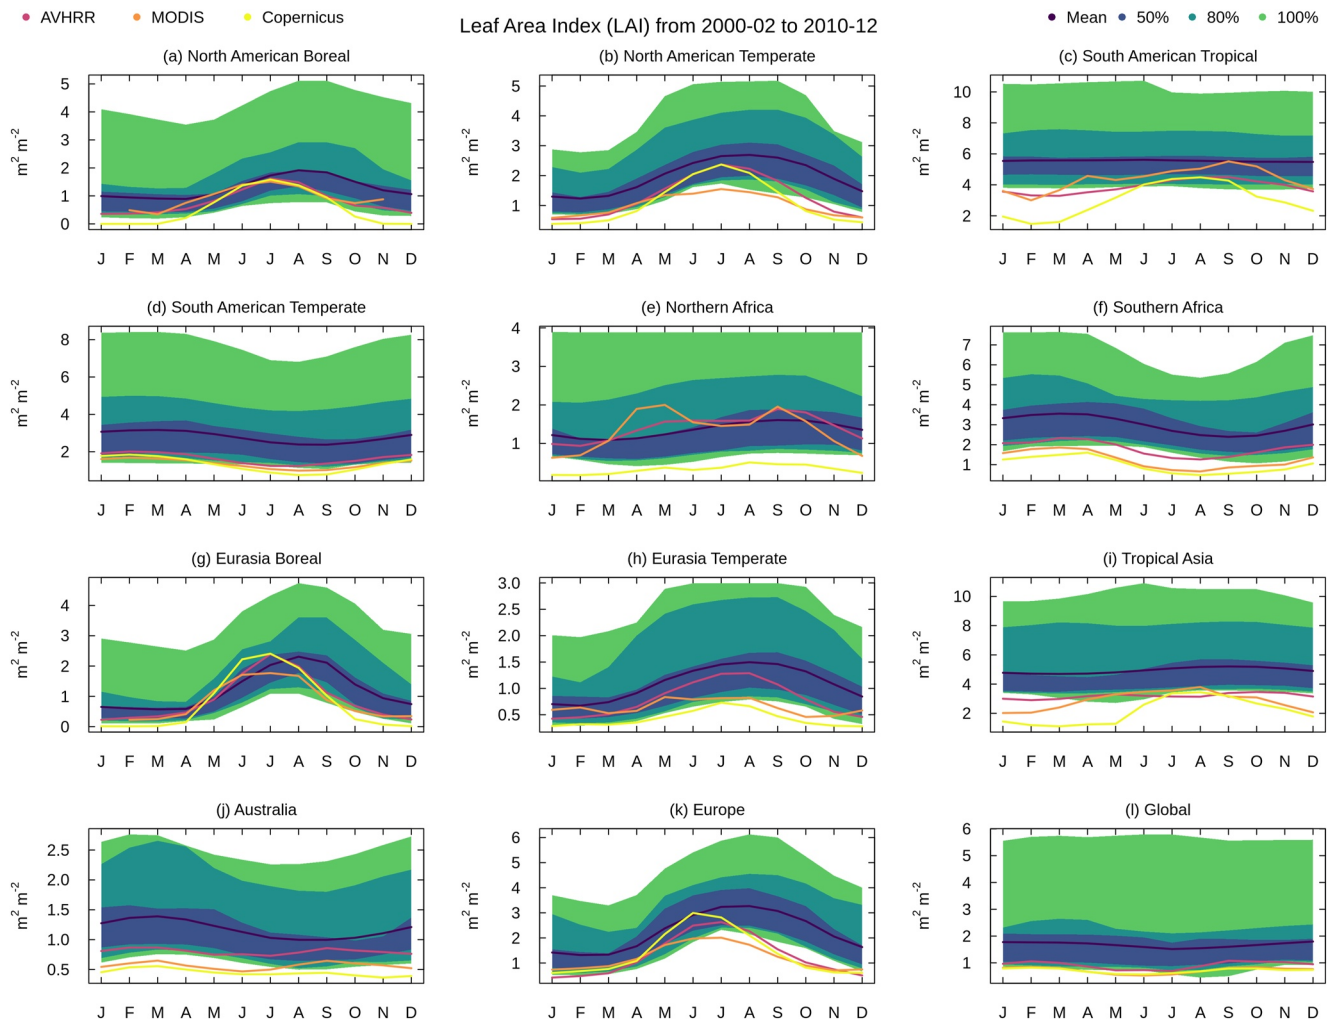 AVHRR MODIS Copernicus
Leaf Area Index (LAI) from 2000-02 to 2010-12
Mean 50% 80% 100%
(a) North American Boreal
m² m⁻²
5
4
3
2
1
0
J F M A M J J A S O N D
(b) North American Temperate
m² m⁻²
5
4
3
2
1
J F M A M J J A S O N D
(c) South American Tropical
m² m⁻²
10
8
6
4
2
J F M A M J J A S O N D
(d) South American Temperate
m² m⁻²
8
6
4
2
J F M A M J J A S O N D
(e) Northern Africa
m² m⁻²
4
3
2
1
J F M A M J J A S O N D
(f) Southern Africa
m² m⁻²
7
6
5
4
3
2
1
J F M A M J J A S O N D
(g) Eurasia Boreal
m² m⁻²
4
3
2
1
0
J F M A M J J A S O N D
(h) Eurasia Temperate
m² m⁻²
3.0
2.5
2.0
1.5
1.0
0.5
J F M A M J J A S O N D
(i) Tropical Asia
m² m⁻²
10
8
6
4
2
J F M A M J J A S O N D
(j) Australia
m² m⁻²
2.5
2.0
1.5
1.0
0.5
J F M A M J J A S O N D
(k) Europe
m² m⁻²
6
5
4
3
2
1
J F M A M J J A S O N D
(l) Global
m² m⁻²
6
5
4
3
2
1
J F M A M J J A S O N D